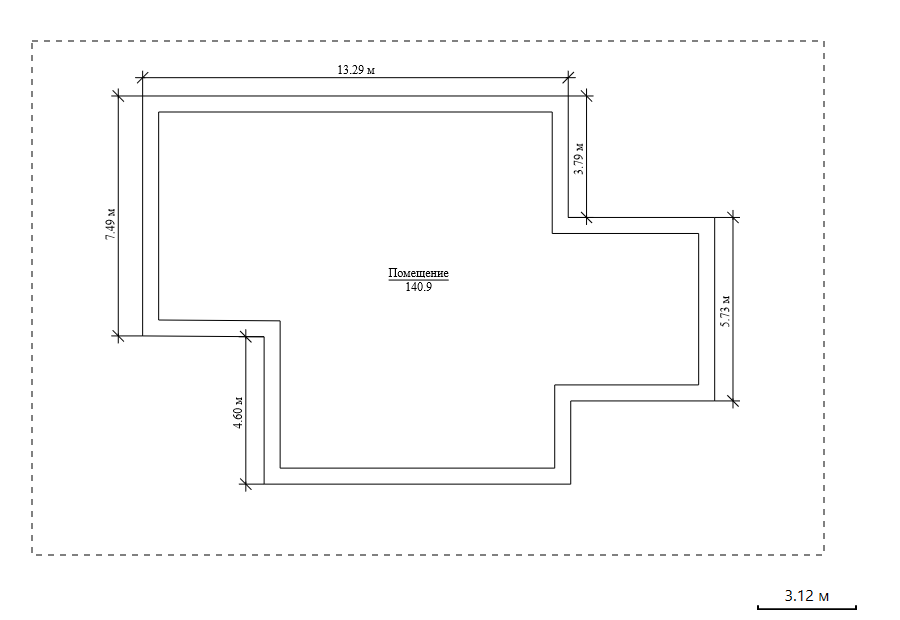 13.29 м
3.79 м
7.49 м
Помещение
140.9
5.73 м
4.60 м
3.12 м